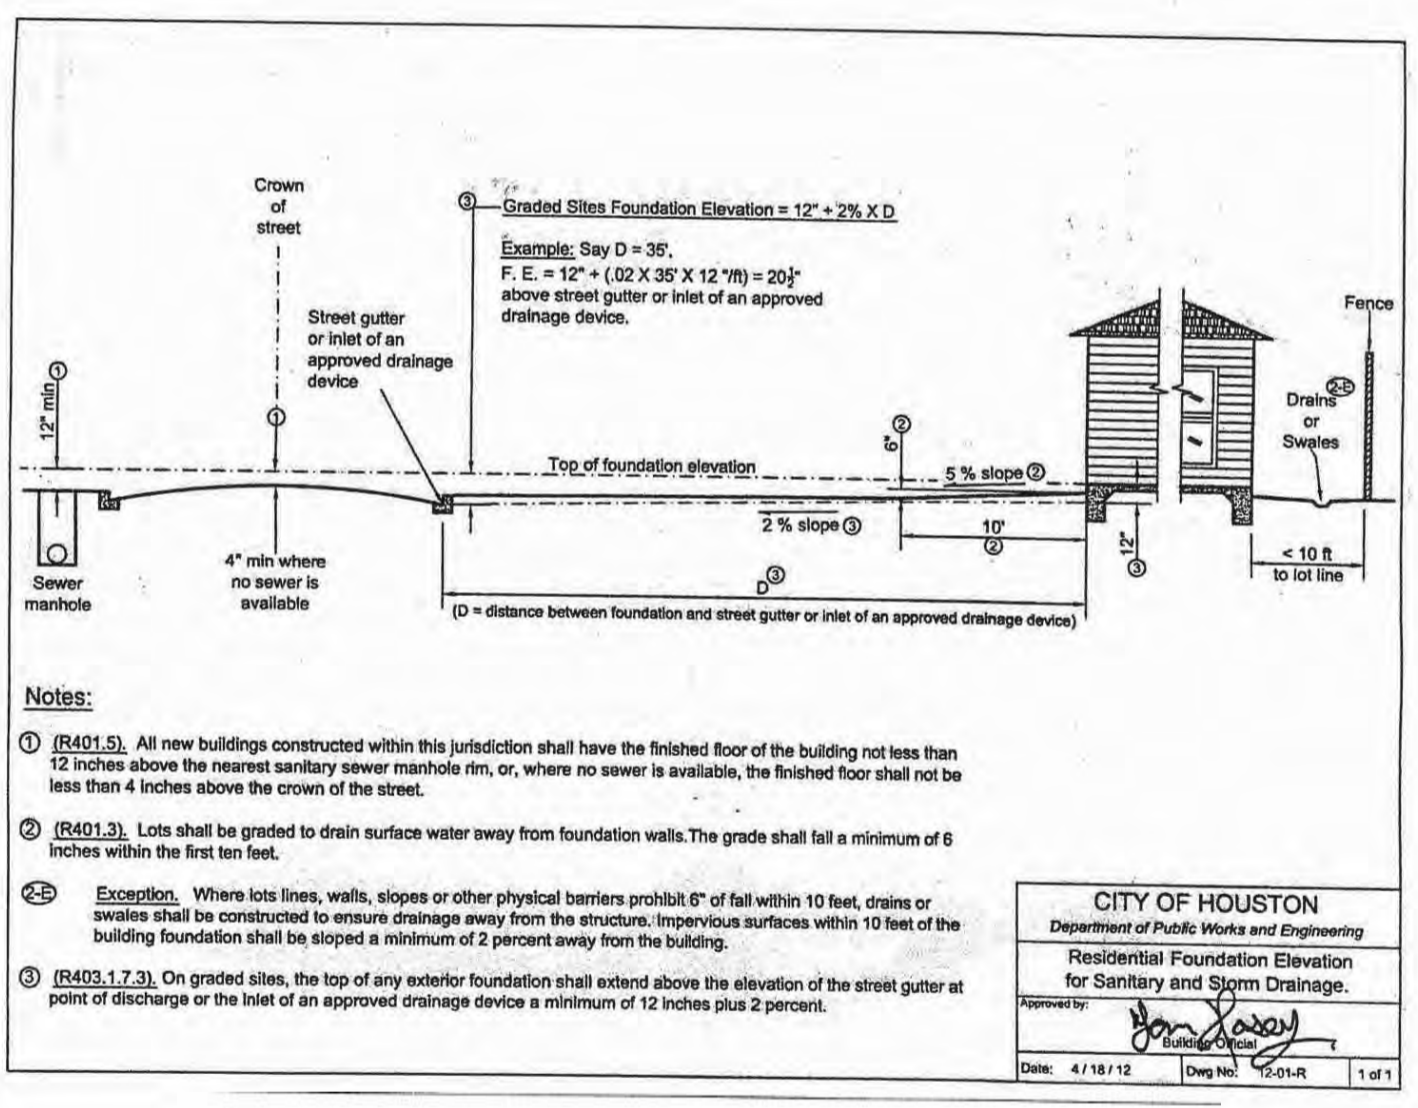 Crown
of
street
③ Graded Sites Foundation Elevation = 12" + 2% X D
Example: Say D = 35'.
F. E. = 12" + (.02 X 35' X 12 "/ft) = 20½"
above street gutter or inlet of an approved
drainage device.
Street gutter
or inlet of an
approved drainage
device
Fence
12" min ①
①
Drains 2-E
or
Swales
6" ②
Top of foundation elevation
5 % slope ②
2 % slope ③
10'
②
12"
③
< 10 ft
to lot line
Sewer
manhole
4" min where
no sewer is
available
D ③
(D = distance between foundation and street gutter or inlet of an approved drainage device)
Notes:
① (R401.5). All new buildings constructed within this jurisdiction shall have the finished floor of the building not less than
12 inches above the nearest sanitary sewer manhole rim, or, where no sewer is available, the finished floor shall not be
less than 4 inches above the crown of the street.
② (R401.3). Lots shall be graded to drain surface water away from foundation walls.The grade shall fall a minimum of 6
inches within the first ten feet.
2-E Exception. Where lots lines, walls, slopes or other physical barriers prohibit 6" of fall within 10 feet, drains or
swales shall be constructed to ensure drainage away from the structure. Impervious surfaces within 10 feet of the
building foundation shall be sloped a minimum of 2 percent away from the building.
③ (R403.1.7.3). On graded sites, the top of any exterior foundation shall extend above the elevation of the street gutter at
point of discharge or the inlet of an approved drainage device a minimum of 12 inches plus 2 percent.
CITY OF HOUSTON
Department of Public Works and Engineering
Residential Foundation Elevation
for Sanitary and Storm Drainage.
Approved by:
Building Official
Date: 4 / 18 / 12
Dwg No: 12-01-R
1 of 1